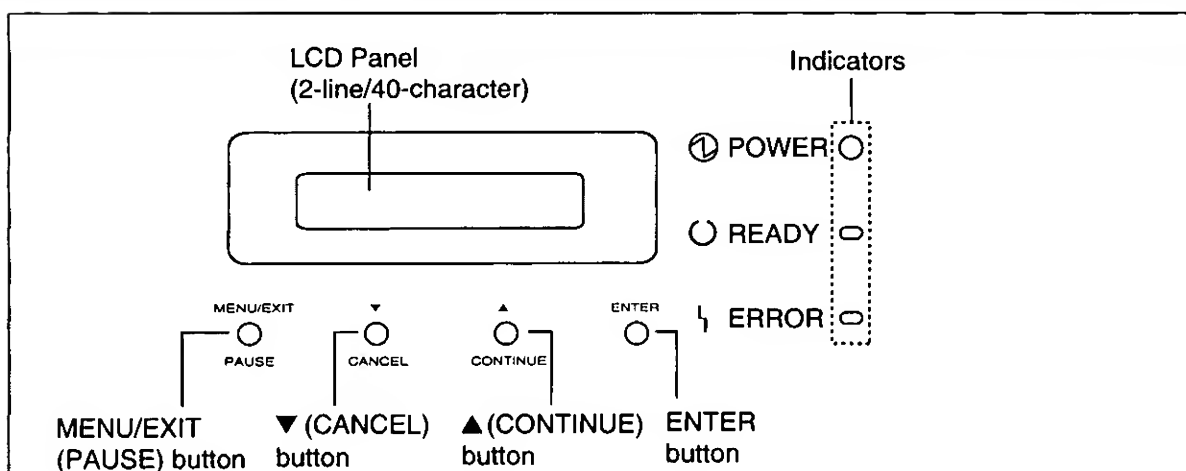 LCD Panel
(2-line/40-character)
Indicators
POWER
READY
ERROR
MENU/EXIT
PAUSE
▼
CANCEL
▲
CONTINUE
ENTER
MENU/EXIT
(PAUSE) button
▼ (CANCEL)
button
▲ (CONTINUE)
button
ENTER
button